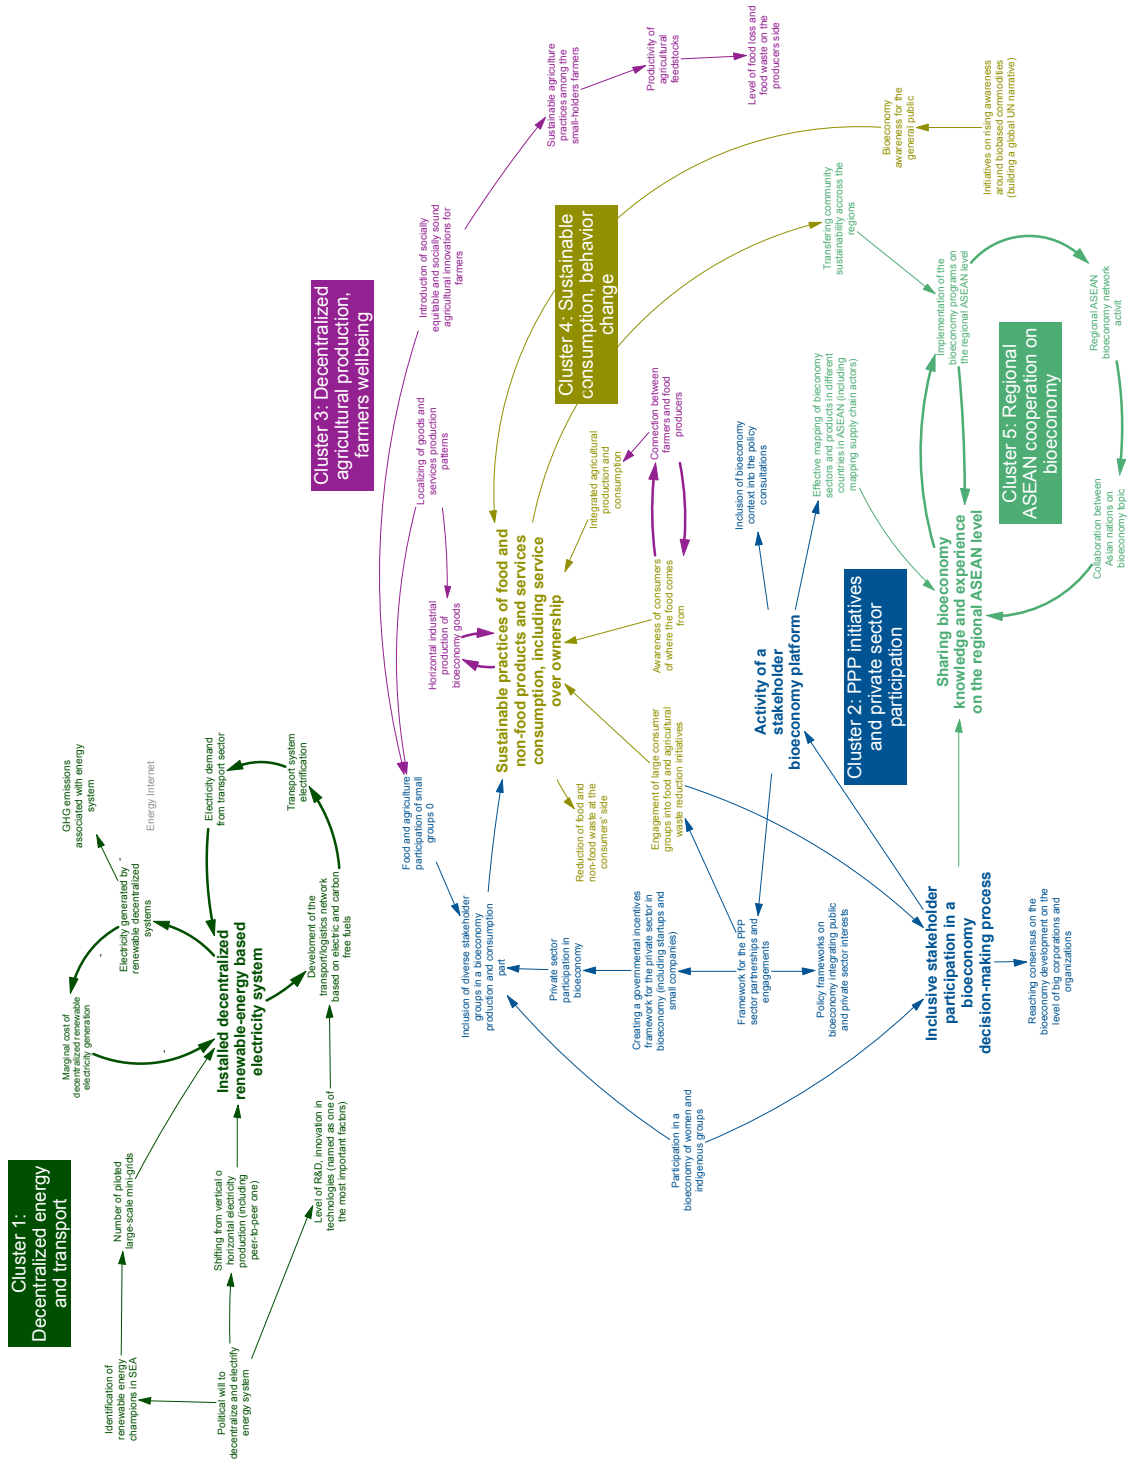 Cluster 1:
Decentralized energy
and transport
Identification of
renewable energy
champions in SEA
Political will to
decentralize and electrify
energy system
Number of piloted
large-scale mini-grids
Shifting from vertical o
horizontal electricity
production (including
peer-to-peer one)
Level of R&D, innovation in
technologies (named as one of
the most important factors)
Marginal cost of
decentralized renewable
electricity generation
-
-
Installed decentralized
renewable-energy based
electricity system
Electricity generated by
renewable decentralized
systems
-
GHG emissions
associated with energy
system
Energy Internet
Electricity demand
from transport sector
Transport system
electrification
Develoment of the
transport/logistics network
based on electric and carbon
free fuels
Cluster 3: Decentralized
agricultural production,
farmers wellbeing
Introduction of socially
equitable and socially sound
agricultural innovations for
farmers
Sustainable agriculture
practices among the
small-holders farmers
Productivity of
agricultural
feedstocks
Level of food loss and
food waste on the
producers side
Localizing of goods and
services production
patterns
Horizontal industrial
production of
bioeconomy goods
Food and agriculture
participation of small
groups 0
Inclusion of diverse stakeholder
groups in a bioeconomy
production and consumption
part
Sustainable practices of food and
non-food products and services
consumption, including service
over ownership
Cluster 4: Sustainable
consumption, behavior
change
Integrated agricultural
production and
consumption
Connection between
farmers and food
producers
Awareness of consumers
of where the food comes
from
Reduction of food and
non-food waste at the
consumers' side
Engagement of large consumer
groups into food and agricultural
waste reduction initiatives
Bioeconomy
awareness for the
general public
Initiatives on rising awareness
around biobased commodities
(building a global UN narrative)
Private sector
participation in
bioeconomy
Creating a governmental incentives
framework for the private sector in
bioeconomy (including startups and
small companies)
Framework for the PPP
sector partnerships and
engagements
Policy frameworks on
bioeconomy integrating public
and private sector interests
Participation in a
bioeconomy of women and
indigenous groups
Activity of a
stakeholder
bioeconomy platform
Inclusion of bioeconomy
context into the policy
consultations
Cluster 2: PPP initiatives
and private sector
participation
Inclusive stakeholder
participation in a
bioeconomy
decision-making process
Reaching consensus on the
bioeconomy development on the
level of big corporations and
organizations
Effective mapping of bieconomy
sectors and products in different
countries in ASEAN (including
mapping supply chain actors)
Transfering community
sustainability accross the
regions
Implementation of the
bioeconomy programs on
the regional ASEAN level
Sharing bioeconomy
knowledge and experience
on the regional ASEAN level
Cluster 5: Regional
ASEAN cooperation on
bioeconomy
Regional ASEAN
bioeconomy network
activit
Collaboration between
Asian nations on
bioeconomy topic